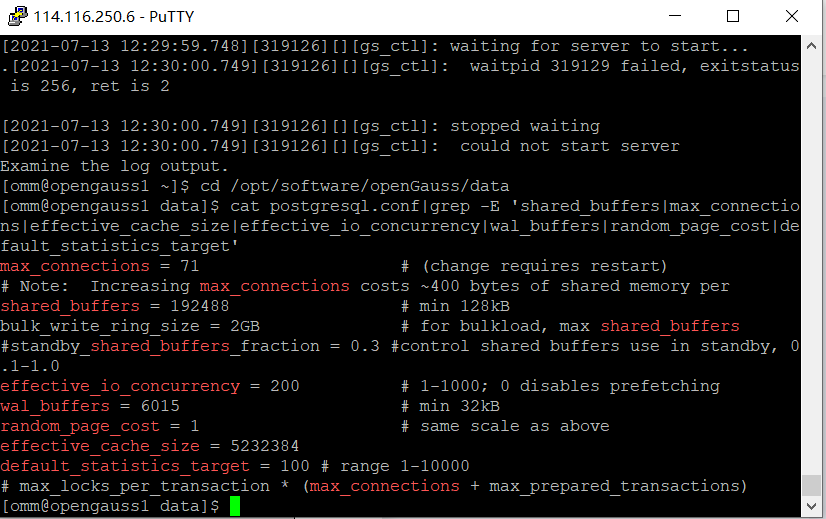 114.116.250.6 - PuTTY
[2021-07-13 12:29:59.748][319126][][gs_ctl]: waiting for server to start...
.[2021-07-13 12:30:00.749][319126][][gs_ctl]:  waitpid 319129 failed, exitstatus
 is 256, ret is 2
[2021-07-13 12:30:00.749][319126][][gs_ctl]: stopped waiting
[2021-07-13 12:30:00.749][319126][][gs_ctl]:  could not start server
Examine the log output.
[omm@opengauss1 ~]$ cd /opt/software/openGauss/data
[omm@opengauss1 data]$ cat postgresql.conf|grep -E 'shared_buffers|max_connectio
ns|effective_cache_size|effective_io_concurrency|wal_buffers|random_page_cost|de
fault_statistics_target'
max_connections = 71                    # (change requires restart)
# Note:  Increasing max_connections costs ~400 bytes of shared memory per
shared_buffers = 192488                 # min 128kB
bulk_write_ring_size = 2GB              # for bulkload, max shared_buffers
#standby_shared_buffers_fraction = 0.3 #control shared buffers use in standby, 0
.1-1.0
effective_io_concurrency = 200          # 1-1000; 0 disables prefetching
wal_buffers = 6015                      # min 32kB
random_page_cost = 1                    # same scale as above
effective_cache_size = 5232384
default_statistics_target = 100 # range 1-10000
# max_locks_per_transaction * (max_connections + max_prepared_transactions)
[omm@opengauss1 data]$